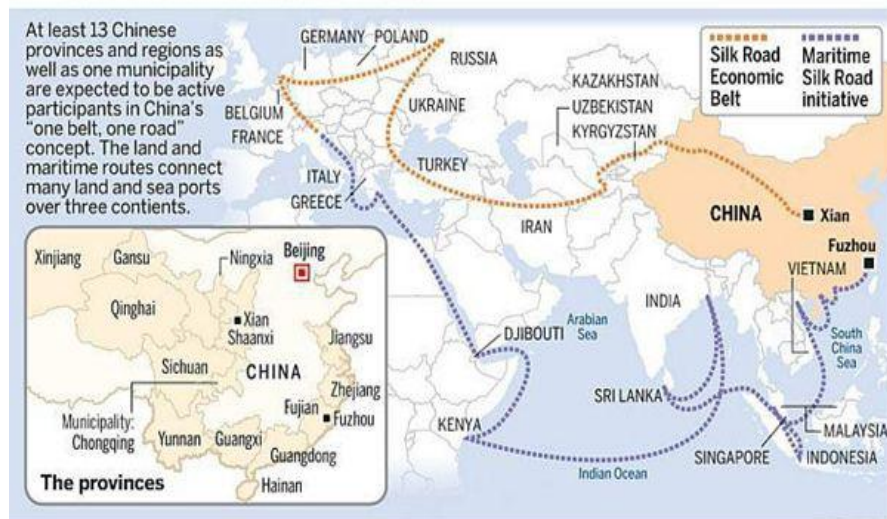 At least 13 Chinese
provinces and regions as
well as one municipality
are expected to be active
participants in China's
"one belt, one road"
concept. The land and
maritime routes connect
many land and sea ports
over three contients.
Silk Road
Economic
Belt
Maritime
Silk Road
initiative
GERMANY
POLAND
RUSSIA
BELGIUM
FRANCE
UKRAINE
KAZAKHSTAN
UZBEKISTAN
KYRGYZSTAN
ITALY
GREECE
TURKEY
IRAN
CHINA
Xian
Fuzhou
VIETNAM
INDIA
DJIBOUTI
Arabian
Sea
South
China
Sea
SRI LANKA
KENYA
MALAYSIA
SINGAPORE
INDONESIA
Indian Ocean
Xinjiang
Gansu
Ningxia
Beijing
Qinghai
Xian
Shaanxi
Jiangsu
Sichuan
CHINA
Zhejiang
Municipality:
Chongqing
Fujian
Fuzhou
Yunnan
Guangxi
Guangdong
Hainan
The provinces